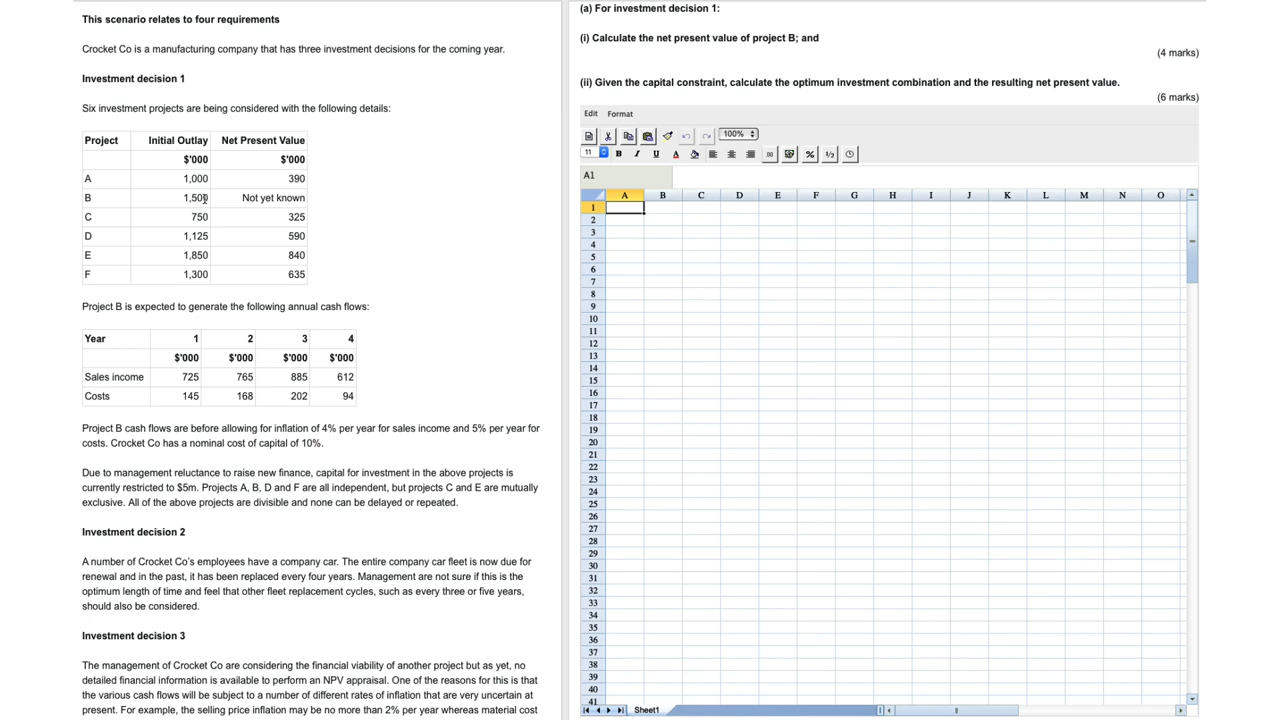 This scenario relates to four requirements
Crocket Co is a manufacturing company that has three investment decisions for the coming year.
Investment decision 1
Six investment projects are being considered with the following details:
Project Initial Outlay Net Present Value
$'000 $'000
A 1,000 390
B 1,500 Not yet known
C 750 325
D 1,125 590
E 1,850 840
F 1,300 635
Project B is expected to generate the following annual cash flows:
Year 1 2 3 4
$'000 $'000 $'000 $'000
Sales income 725 765 885 612
Costs 145 168 202 94
Project B cash flows are before allowing for inflation of 4% per year for sales income and 5% per year for
costs. Crocket Co has a nominal cost of capital of 10%.
Due to management reluctance to raise new finance, capital for investment in the above projects is
currently restricted to $5m. Projects A, B, D and F are all independent, but projects C and E are mutually
exclusive. All of the above projects are divisible and none can be delayed or repeated.
Investment decision 2
A number of Crocket Co's employees have a company car. The entire company car fleet is now due for
renewal and in the past, it has been replaced every four years. Management are not sure if this is the
optimum length of time and feel that other fleet replacement cycles, such as every three or five years,
should also be considered.
Investment decision 3
The management of Crocket Co are considering the financial viability of another project but as yet, no
detailed financial information is available to perform an NPV appraisal. One of the reasons for this is that
the various cash flows will be subject to a number of different rates of inflation that are very uncertain at
present. For example, the selling price inflation may be no more than 2% per year whereas material cost
(a) For investment decision 1:
(i) Calculate the net present value of project B; and
(4 marks)
(ii) Given the capital constraint, calculate the optimum investment combination and the resulting net present value.
(6 marks)
Edit Format
100%
11 B I U A .00 % 1/2
A1
A B C D E F G H I J K L M N O
1
2
3
4
5
6
7
8
9
10
11
12
13
14
15
16
17
18
19
20
21
22
23
24
25
26
27
28
29
30
31
32
33
34
35
36
37
38
39
40
41
Sheet1